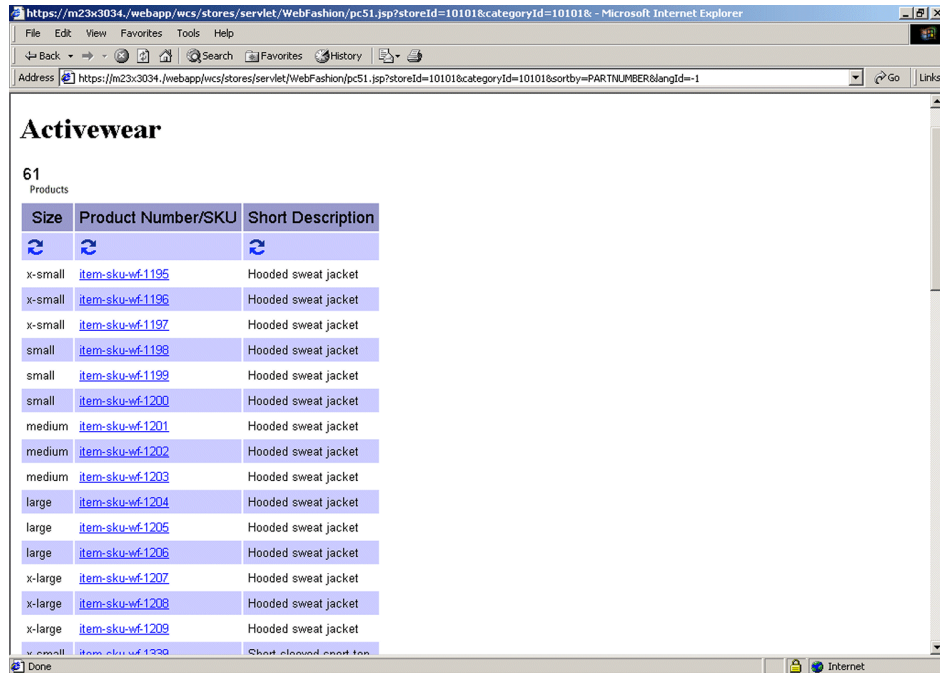 https://m23x3034./webapp/wcs/stores/servlet/WebFashion/pc51.jsp?storeId=10101&categoryId=10101& - Microsoft Internet Explorer
File Edit View Favorites Tools Help
Back Search Favorites History
Address https://m23x3034./webapp/wcs/stores/servlet/WebFashion/pc51.jsp?storeId=10101&categoryId=10101&sortby=PARTNUMBER&langId=-1 Go Links
Activewear
61
Products
Size Product Number/SKU Short Description
x-small item-sku-wf-1195 Hooded sweat jacket
x-small item-sku-wf-1196 Hooded sweat jacket
x-small item-sku-wf-1197 Hooded sweat jacket
small item-sku-wf-1198 Hooded sweat jacket
small item-sku-wf-1199 Hooded sweat jacket
small item-sku-wf-1200 Hooded sweat jacket
medium item-sku-wf-1201 Hooded sweat jacket
medium item-sku-wf-1202 Hooded sweat jacket
medium item-sku-wf-1203 Hooded sweat jacket
large item-sku-wf-1204 Hooded sweat jacket
large item-sku-wf-1205 Hooded sweat jacket
large item-sku-wf-1206 Hooded sweat jacket
x-large item-sku-wf-1207 Hooded sweat jacket
x-large item-sku-wf-1208 Hooded sweat jacket
x-large item-sku-wf-1209 Hooded sweat jacket
x-small item-sku-wf-1339 Short sleeved sport top
Done Internet